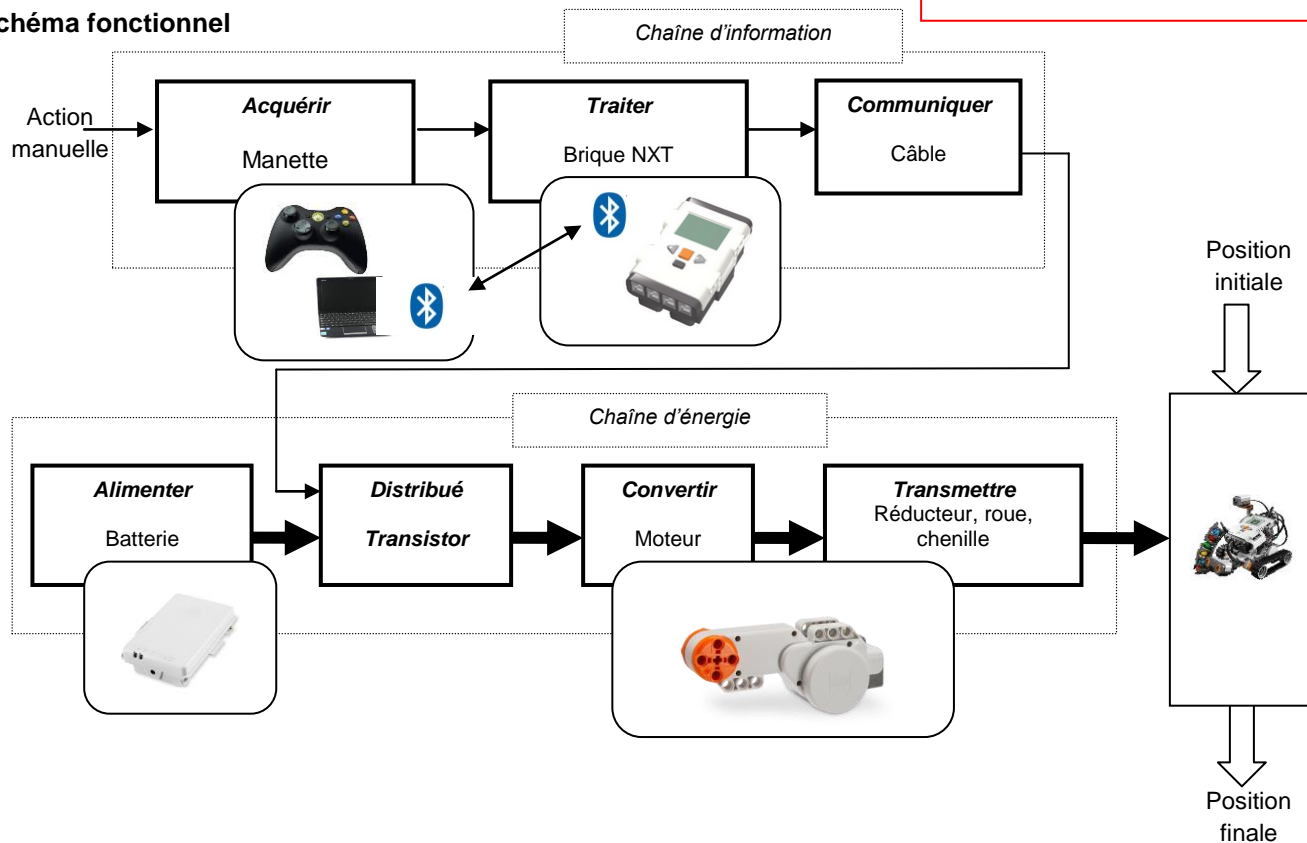 chéma fonctionnel
Chaîne d'information
Action
manuelle
Acquérir
Manette
Traiter
Brique NXT
Communiquer
Câble
Position
initiale
Chaîne d'énergie
Alimenter
Batterie
Distribué
Transistor
Convertir
Moteur
Transmettre
Réducteur, roue,
chenille
Position
finale